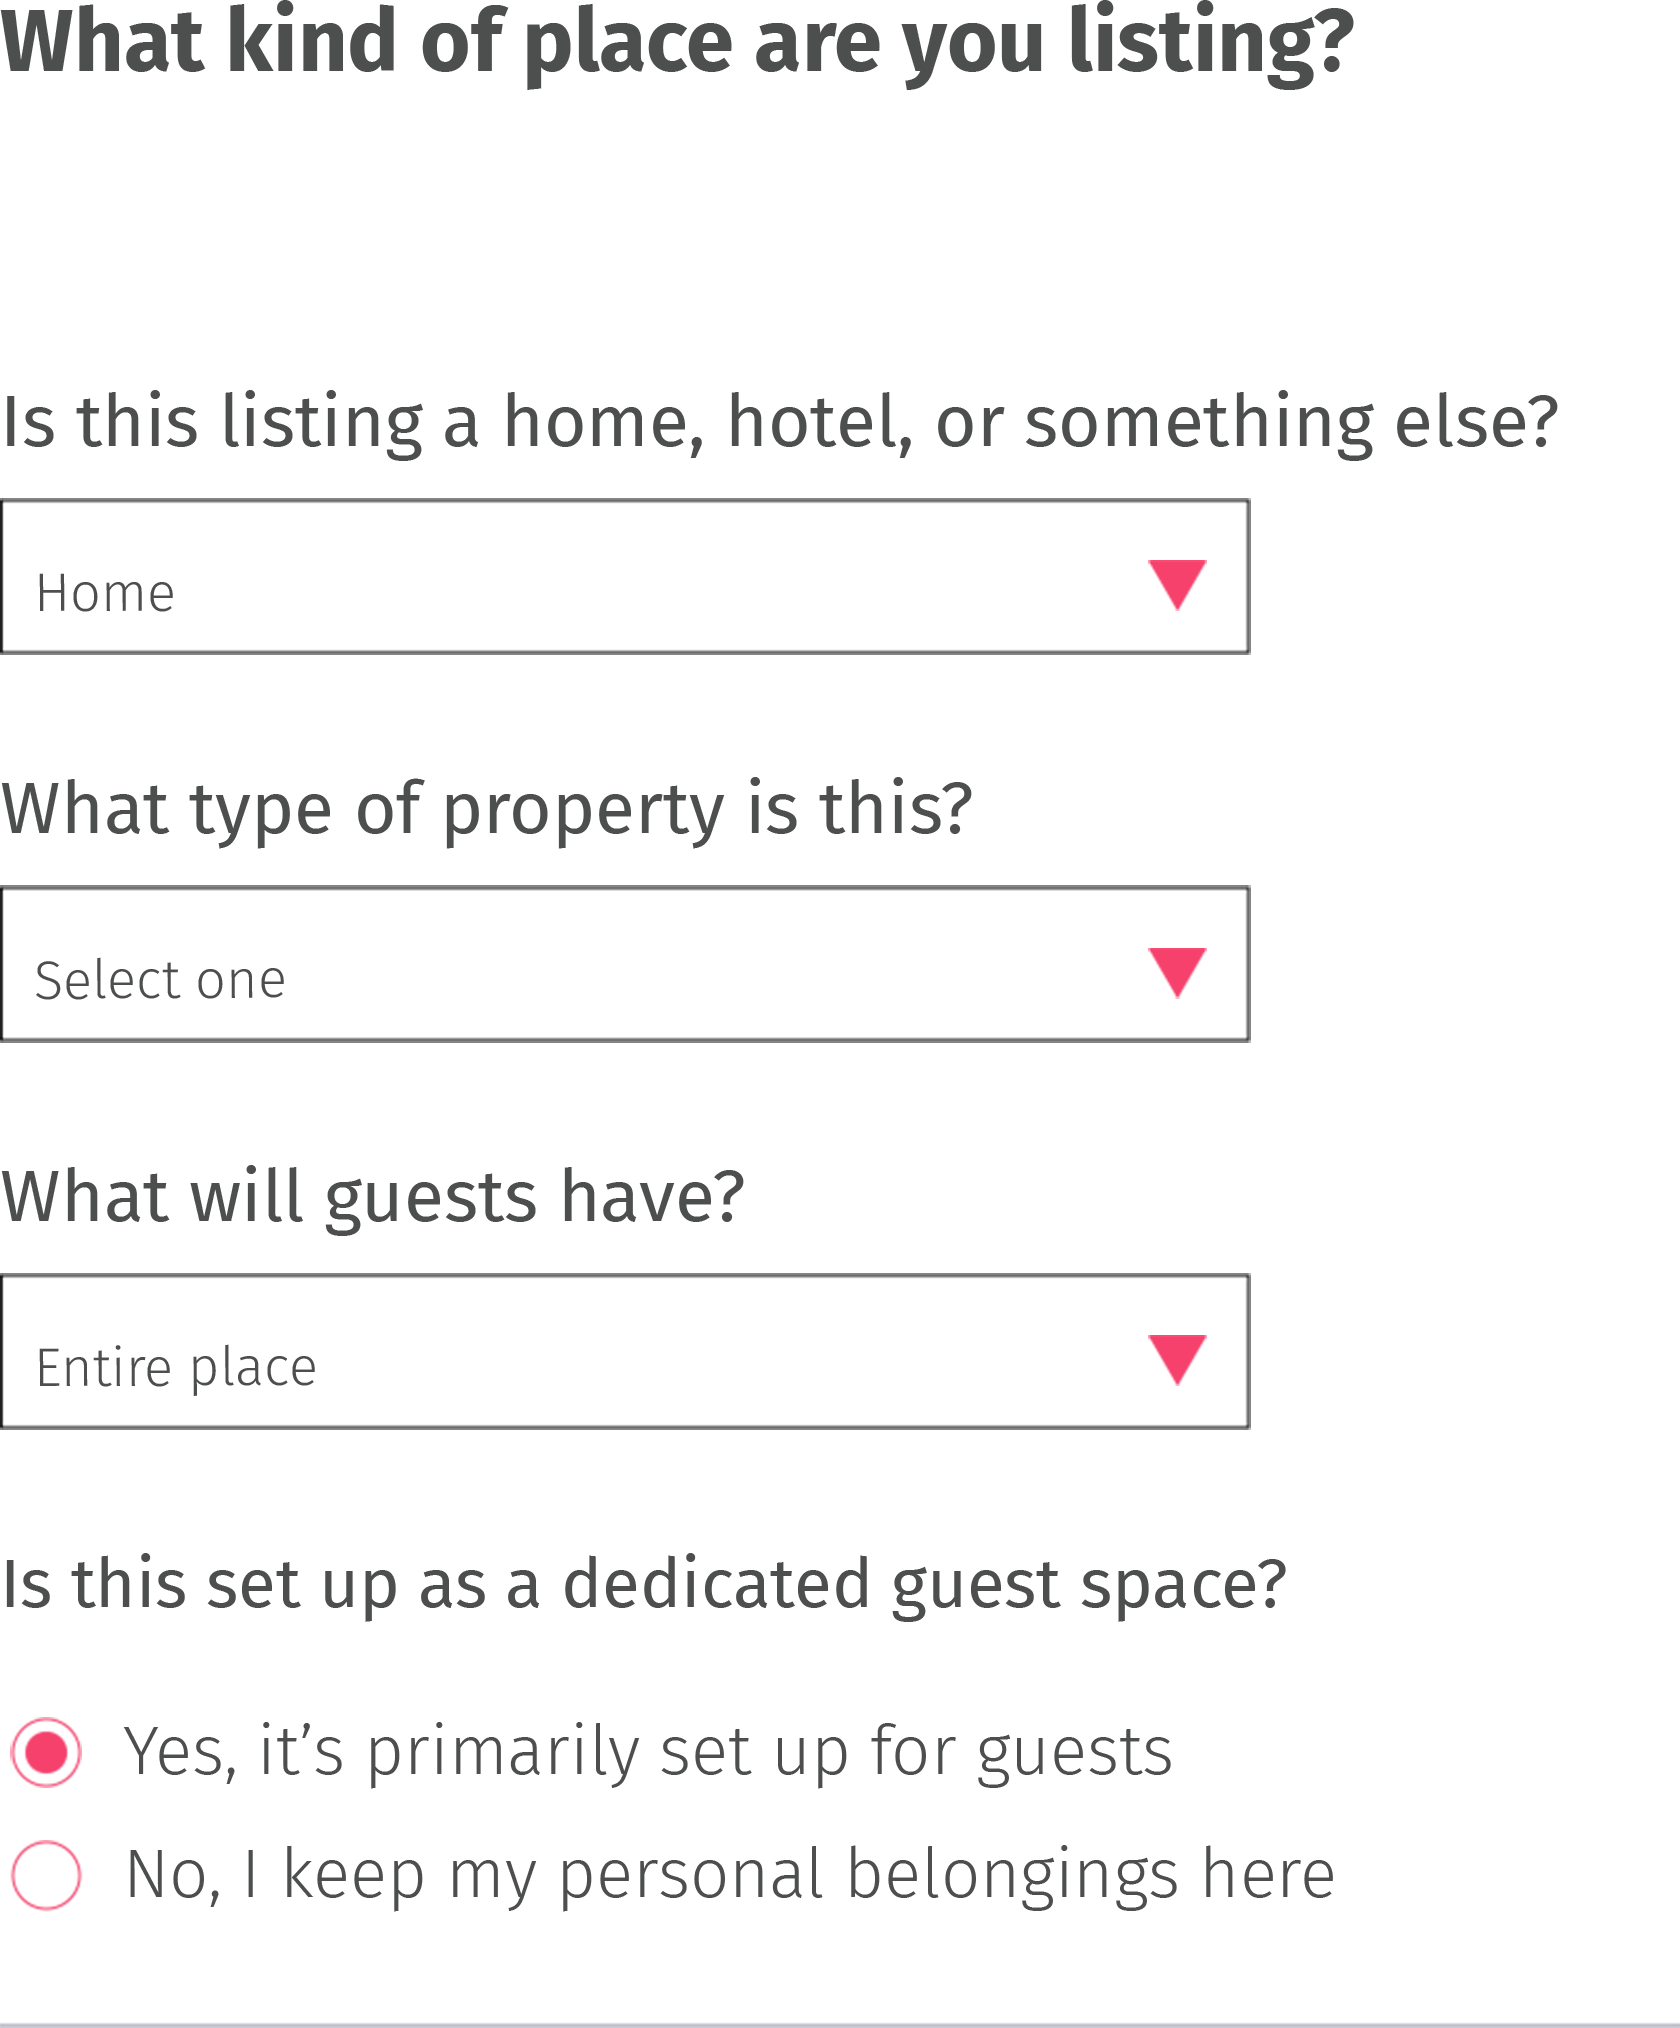 What kind of place are you listing?
Is this listing a home, hotel, or something else?
Home
What type of property is this?
Select one
What will guests have?
Entire place
Is this set up as a dedicated guest space?
Yes, it’s primarily set up for guests
No, I keep my personal belongings here